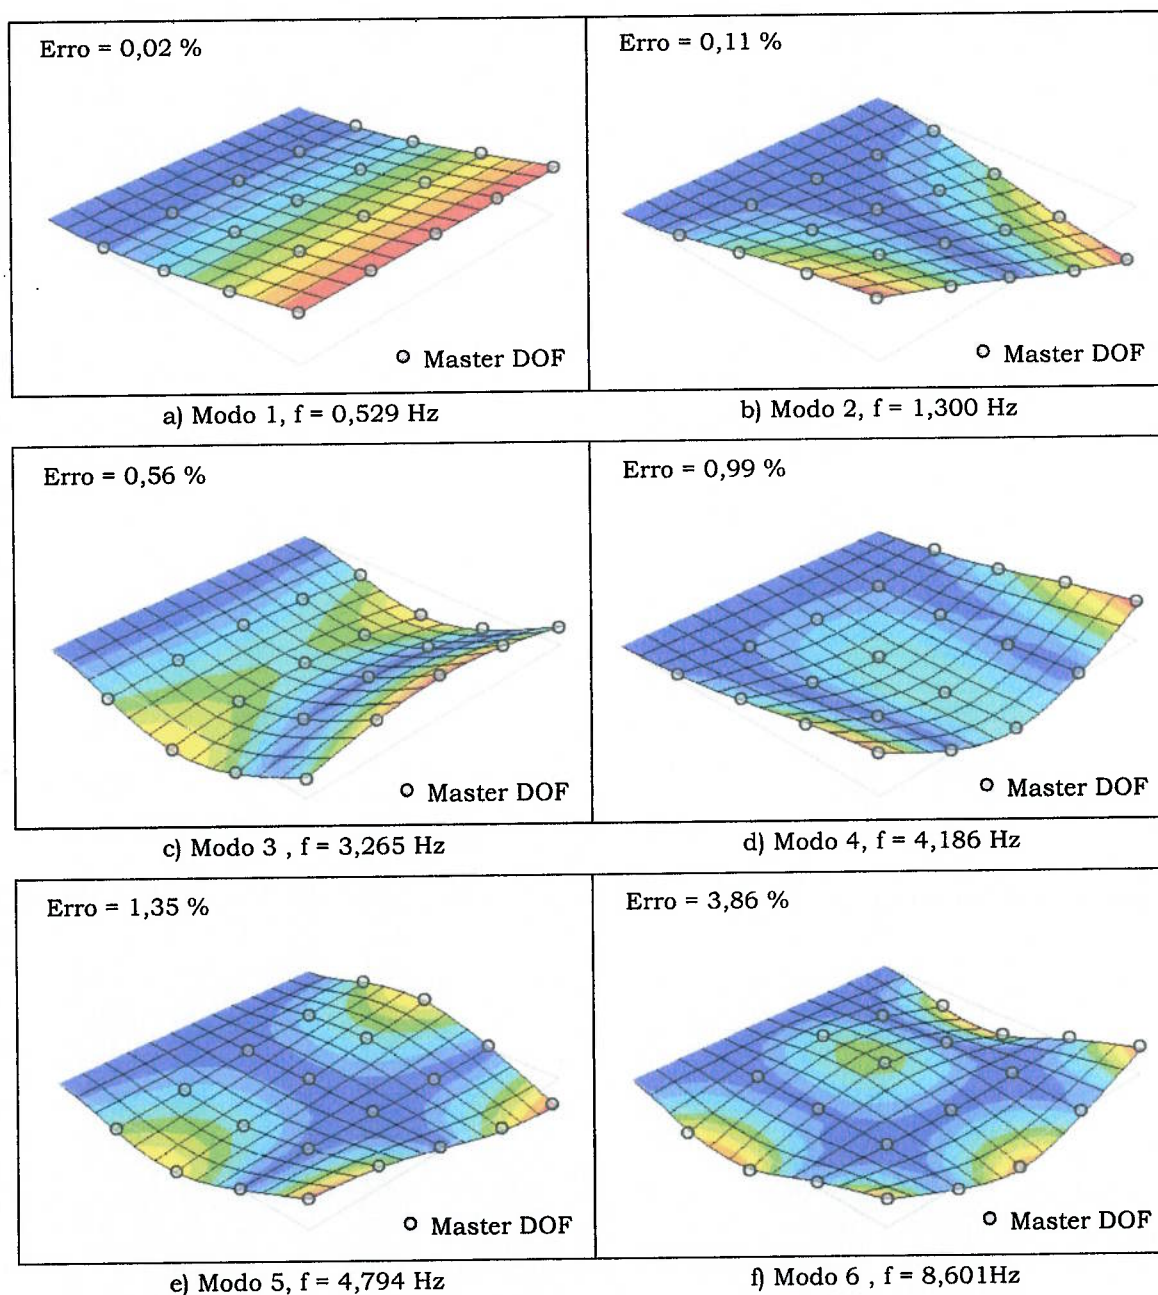 Erro = 0,02 %
Master DOF
a) Modo 1, f = 0,529 Hz
Erro = 0,11 %
Master DOF
b) Modo 2, f = 1,300 Hz
Erro = 0,56 %
Master DOF
c) Modo 3 , f = 3,265 Hz
Erro = 0,99 %
Master DOF
d) Modo 4, f = 4,186 Hz
Erro = 1,35 %
Master DOF
e) Modo 5, f = 4,794 Hz
Erro = 3,86 %
Master DOF
f) Modo 6 , f = 8,601Hz